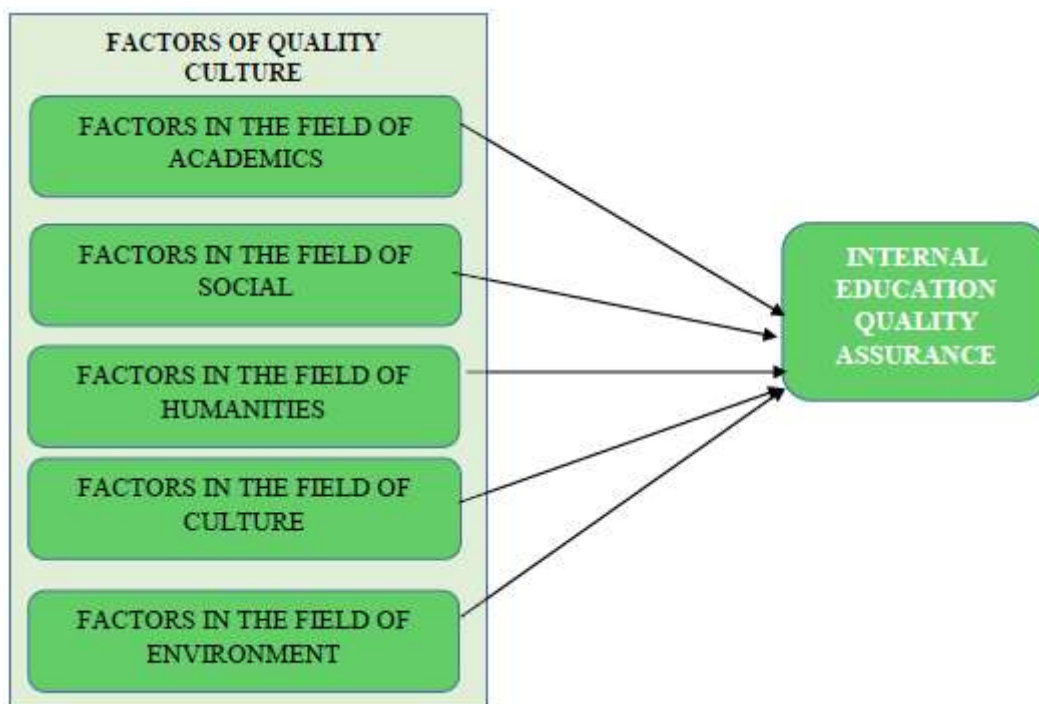 FACTORS OF QUALITY
CULTURE
FACTORS IN THE FIELD OF
ACADEMICS
FACTORS IN THE FIELD OF
SOCIAL
FACTORS IN THE FIELD OF
HUMANITIES
FACTORS IN THE FIELD OF
CULTURE
FACTORS IN THE FIELD OF
ENVIRONMENT
INTERNAL
EDUCATION
QUALITY
ASSURANCE